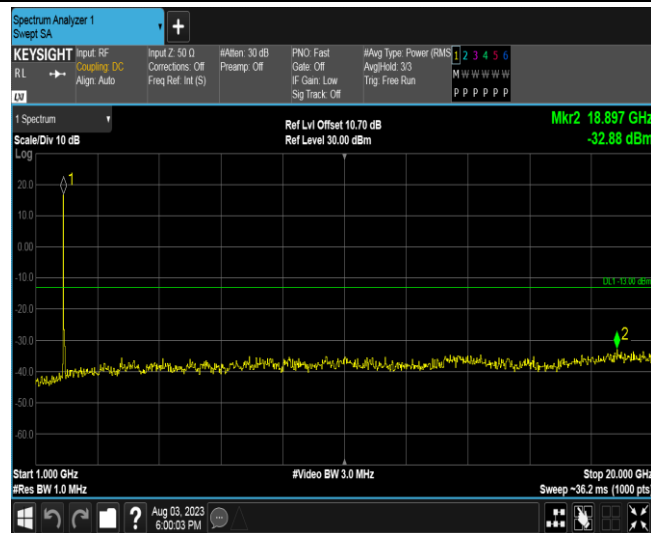 Spectrum Analyzer 1
Swept SA
+
KEYSIGHT
RL
LXI
Input: RF
Coupling: DC
Align: Auto
Input Z: 50 Ω
Corrections: Off
Freq Ref: Int (S)
#Atten: 30 dB
Preamp: Off
PNO: Fast
Gate: Off
IF Gain: Low
Sig Track: Off
#Avg Type: Power (RMS
Avg|Hold: 3/3
Trig: Free Run
1 2 3 4 5 6
M W W W W W
P P P P P P
1 Spectrum
Scale/Div 10 dB
Log
Ref Lvl Offset 10.70 dB
Ref Level 30.00 dBm
Mkr2 18.897 GHz
-32.88 dBm
20.0
10.0
0.00
-10.0
-20.0
-30.0
-40.0
-50.0
-60.0
1
DL1 -13.00 dBm
2
Start 1.000 GHz
#Res BW 1.0 MHz
#Video BW 3.0 MHz
Stop 20.000 GHz
Sweep ~36.2 ms (1000 pts)
?
Aug 03, 2023
6:00:03 PM